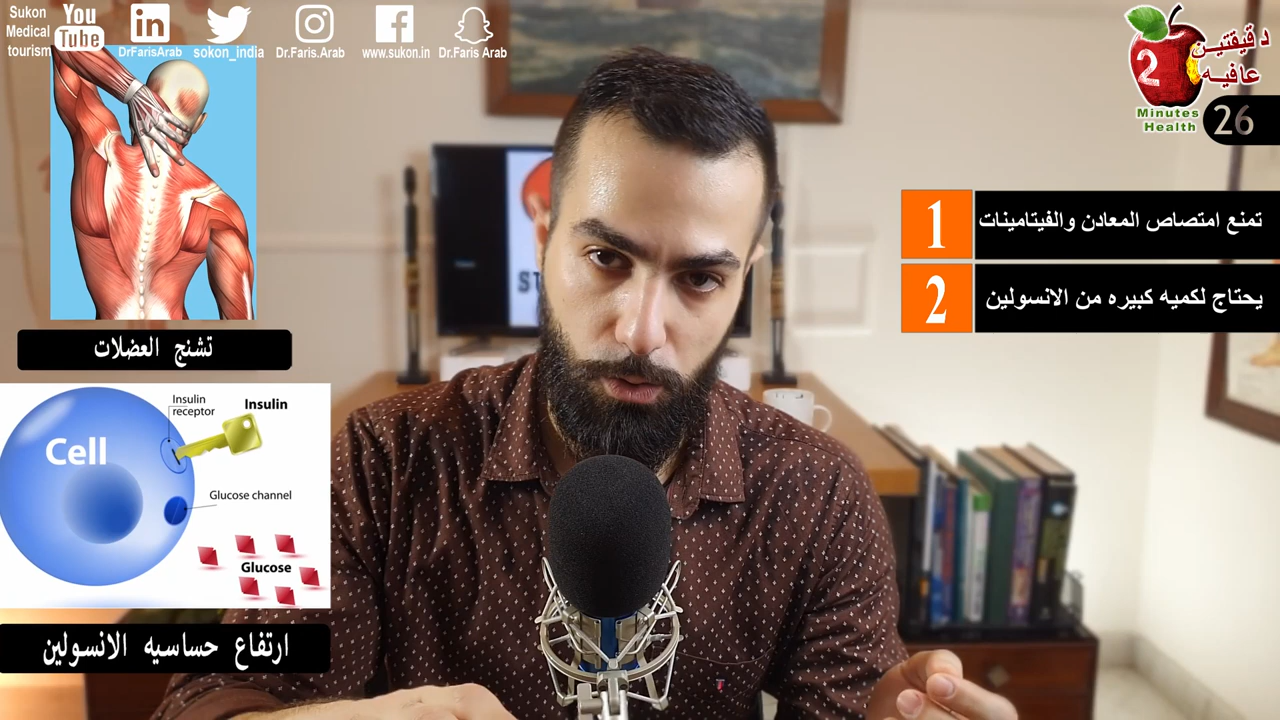 Sukon
Medical
tourism
You
Tube
in
DrFarisArab
sokon_india
Dr.Faris.Arab
f
www.sukon.in
Dr.Faris Arab
دقيقتين
عافيه
2
Minutes
Health
26
1
تمنع امتصاص المعادن والفيتامينات
2
يحتاج لكميه كبيره من الانسولين
تشنج العضلات
Insulin
receptor
Insulin
Cell
Glucose channel
Glucose
ارتفاع حساسيه الانسولين
ST